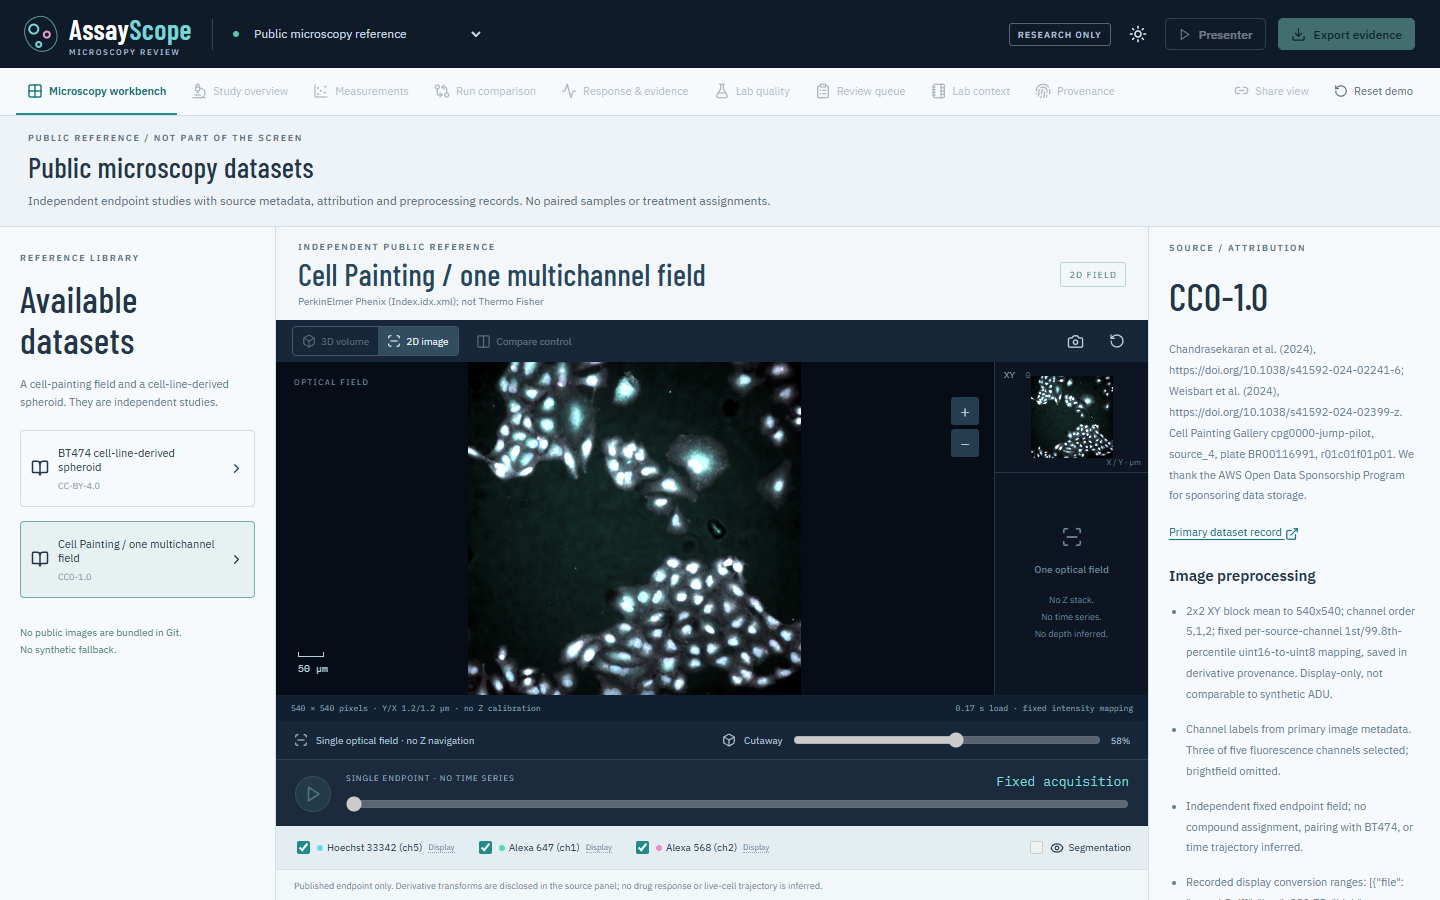 AssayScope
MICROSCOPY REVIEW
Public microscopy reference
RESEARCH ONLY
Presenter
Export evidence
Microscopy workbench
Study overview
Measurements
Run comparison
Response & evidence
Lab quality
Review queue
Lab context
Provenance
Share view
Reset demo
PUBLIC REFERENCE / NOT PART OF THE SCREEN
Public microscopy datasets
Independent endpoint studies with source metadata, attribution and preprocessing records. No paired samples or treatment assignments.
REFERENCE LIBRARY
Available
datasets
A cell-painting field and a cell-line-derived
spheroid. They are independent studies.
BT474 cell-line-derived
spheroid
CC-BY-4.0
Cell Painting / one multichannel
field
CC0-1.0
No public images are bundled in Git.
No synthetic fallback.
INDEPENDENT PUBLIC REFERENCE
Cell Painting / one multichannel field
PerkinElmer Phenix (Index.idx.xml); not Thermo Fisher
2D FIELD
3D volume
2D image
Compare control
OPTICAL FIELD
+
−
50 µm
XY
0
X / Y · µm
One optical field
No Z stack.
No time series.
No depth inferred.
540 × 540 pixels · Y/X 1.2/1.2 µm · no Z calibration
0.17 s load · fixed intensity mapping
Single optical field · no Z navigation
Cutaway
58%
SINGLE ENDPOINT · NO TIME SERIES
Fixed acquisition
Hoechst 33342 (ch5) Display
Alexa 647 (ch1) Display
Alexa 568 (ch2) Display
Segmentation
Published endpoint only. Derivative transforms are disclosed in the source panel; no drug response or live-cell trajectory is inferred.
SOURCE / ATTRIBUTION
CC0-1.0
Chandrasekaran et al. (2024),
https://doi.org/10.1038/s41592-024-02241-6;
Weisbart et al. (2024),
https://doi.org/10.1038/s41592-024-02399-z.
Cell Painting Gallery cpg0000-jump-pilot,
source_4, plate BR00116991, r01c01f01p01. We
thank the AWS Open Data Sponsorship Program
for sponsoring data storage.
Primary dataset record
Image preprocessing
2x2 XY block mean to 540x540; channel order
5,1,2; fixed per-source-channel 1st/99.8th-
percentile uint16-to-uint8 mapping, saved in
derivative provenance. Display-only, not
comparable to synthetic ADU.
Channel labels from primary image metadata.
Three of five fluorescence channels selected;
brightfield omitted.
Independent fixed endpoint field; no
compound assignment, pairing with BT474, or
time trajectory inferred.
Recorded display conversion ranges: [{"file":